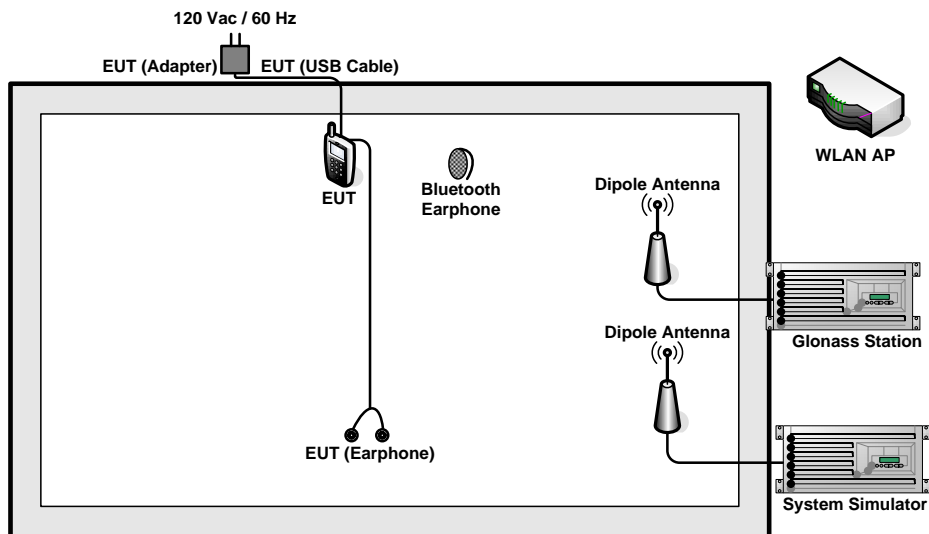 120 Vac / 60 Hz
EUT (Adapter)
EUT (USB Cable)
EUT
Bluetooth
Earphone
WLAN AP
Dipole Antenna
Glonass Station
Dipole Antenna
EUT (Earphone)
System Simulator